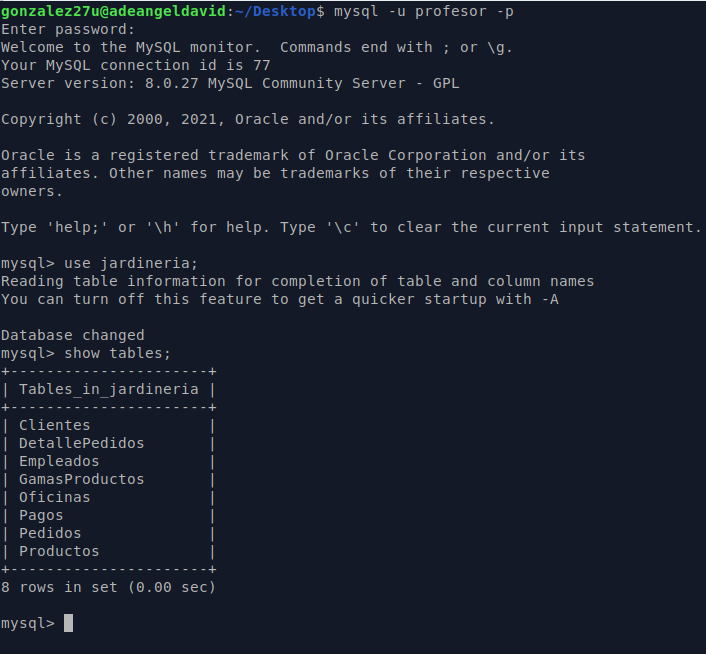 gonzalez27u@adeangeldavid:~/Desktop$ mysql -u profesor -p
Enter password:
Welcome to the MySQL monitor.  Commands end with ; or \g.
Your MySQL connection id is 77
Server version: 8.0.27 MySQL Community Server - GPL

Copyright (c) 2000, 2021, Oracle and/or its affiliates.

Oracle is a registered trademark of Oracle Corporation and/or its
affiliates. Other names may be trademarks of their respective
owners.

Type 'help;' or '\h' for help. Type '\c' to clear the current input statement.

mysql> use jardineria;
Reading table information for completion of table and column names
You can turn off this feature to get a quicker startup with -A

Database changed
mysql> show tables;
+----------------------+
| Tables_in_jardineria |
+----------------------+
| Clientes             |
| DetallePedidos       |
| Empleados            |
| GamasProductos       |
| Oficinas             |
| Pagos                |
| Pedidos              |
| Productos            |
+----------------------+
8 rows in set (0.00 sec)

mysql>